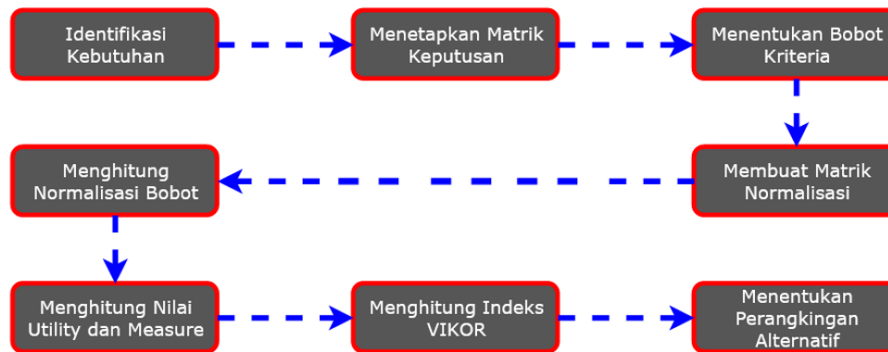 Identifikasi
Kebutuhan
Menetapkan Matrik
Keputusan
Menentukan Bobot
Kriteria
Membuat Matrik
Normalisasi
Menghitung
Normalisasi Bobot
Menghitung Nilai
Utility dan Measure
Menghitung Indeks
VIKOR
Menentukan
Perangkingan
Alternatif